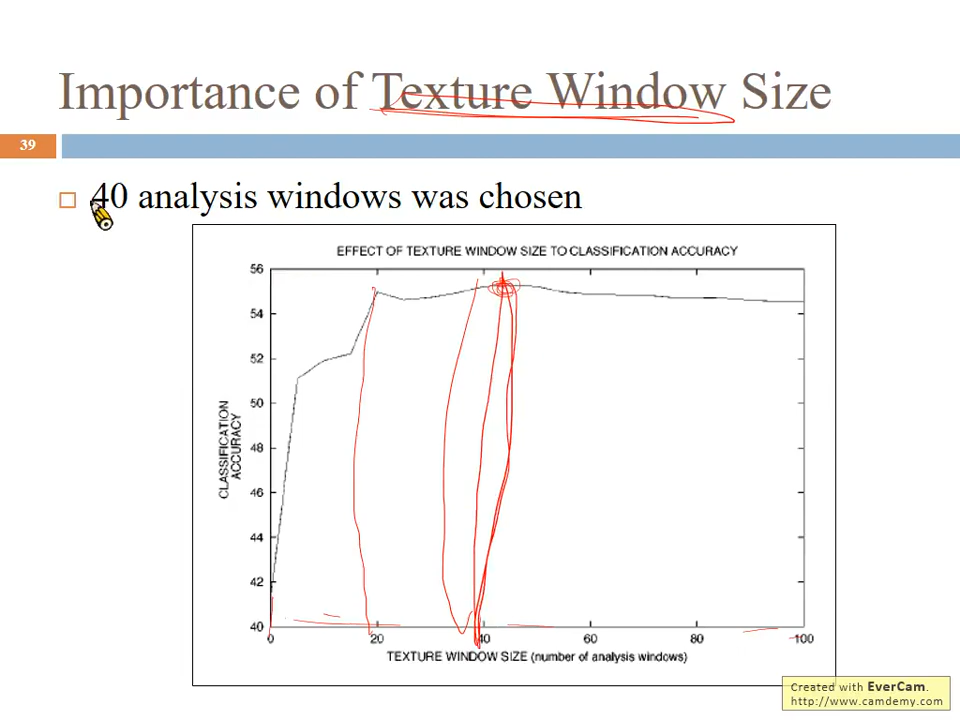 Importance of Texture Window Size
39
40 analysis windows was chosen
EFFECT OF TEXTURE WINDOW SIZE TO CLASSIFICATION ACCURACY
56
54
52
50
48
46
44
42
40
CLASSIFICATION
ACCURACY
0 20 40 60 80 100
TEXTURE WINDOW SIZE (number of analysis windows)
Created with EverCam.
http://www.camdemy.com